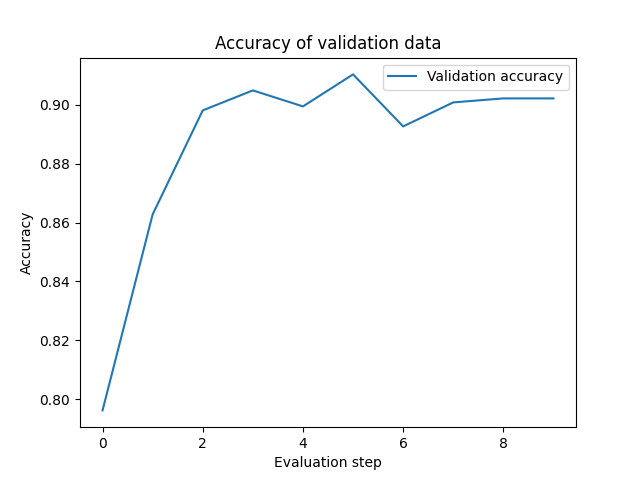 Accuracy of validation data
Validation accuracy
0.90
0.88
0.86
0.84
0.82
0.80
Accuracy
0 2 4 6 8
Evaluation step